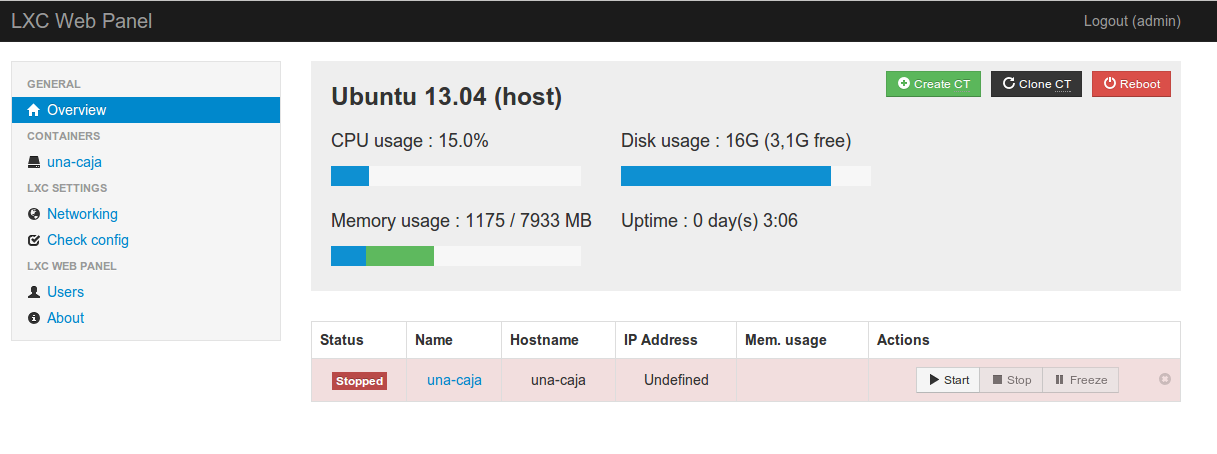 LXC Web Panel
Logout (admin)
GENERAL
Overview
CONTAINERS
una-caja
LXC SETTINGS
Networking
Check config
LXC WEB PANEL
Users
About
Ubuntu 13.04 (host)
Create CT
Clone CT
Reboot
CPU usage : 15.0%
Disk usage : 16G (3,1G free)
Memory usage : 1175 / 7933 MB
Uptime : 0 day(s) 3:06
Status Name Hostname IP Address Mem. usage Actions
Stopped una-caja una-caja Undefined Start Stop Freeze